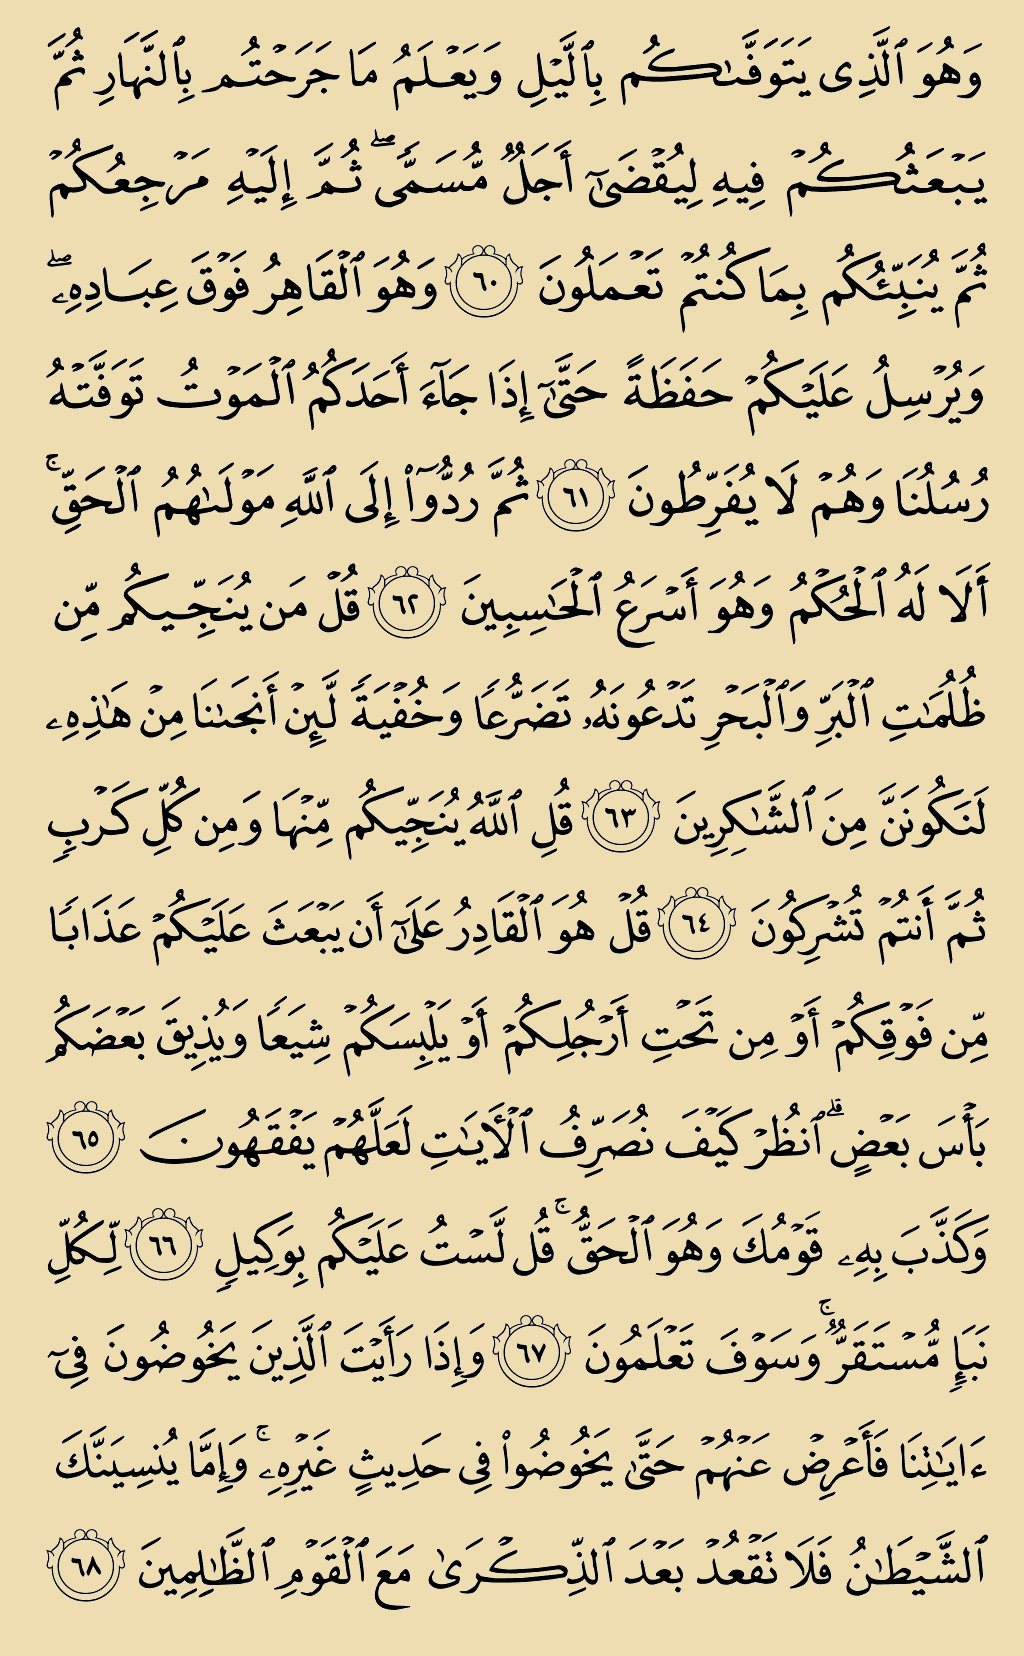 وَهُوَ ٱلَّذِى يَتَوَفَّىٰكُم بِٱلَّيْلِ وَيَعْلَمُ مَا جَرَحْتُم بِٱلنَّهَارِ ثُمَّ
يَبْعَثُكُمْ فِيهِ لِيُقْضَىٰٓ أَجَلٌ مُّسَمًّى ۖ ثُمَّ إِلَيْهِ مَرْجِعُكُمْ
ثُمَّ يُنَبِّئُكُم بِمَا كُنتُمْ تَعْمَلُونَ ٦٠ وَهُوَ ٱلْقَاهِرُ فَوْقَ عِبَادِهِۦ ۖ
وَيُرْسِلُ عَلَيْكُمْ حَفَظَةً حَتَّىٰٓ إِذَا جَآءَ أَحَدَكُمُ ٱلْمَوْتُ تَوَفَّتْهُ
رُسُلُنَا وَهُمْ لَا يُفَرِّطُونَ ٦١ ثُمَّ رُدُّوٓا۟ إِلَى ٱللَّهِ مَوْلَىٰهُمُ ٱلْحَقِّ ۚ
أَلَا لَهُ ٱلْحُكْمُ وَهُوَ أَسْرَعُ ٱلْحَـٰسِبِينَ ٦٢ قُلْ مَن يُنَجِّيكُم مِّن
ظُلُمَـٰتِ ٱلْبَرِّ وَٱلْبَحْرِ تَدْعُونَهُۥ تَضَرُّعًا وَخُفْيَةً لَّئِنْ أَنجَىٰنَا مِنْ هَـٰذِهِۦ
لَنَكُونَنَّ مِنَ ٱلشَّـٰكِرِينَ ٦٣ قُلِ ٱللَّهُ يُنَجِّيكُم مِّنْهَا وَمِن كُلِّ كَرْبٍ
ثُمَّ أَنتُمْ تُشْرِكُونَ ٦٤ قُلْ هُوَ ٱلْقَادِرُ عَلَىٰٓ أَن يَبْعَثَ عَلَيْكُمْ عَذَابًا
مِّن فَوْقِكُمْ أَوْ مِن تَحْتِ أَرْجُلِكُمْ أَوْ يَلْبِسَكُمْ شِيَعًا وَيُذِيقَ بَعْضَكُم
بَأْسَ بَعْضٍ ۗ ٱنظُرْ كَيْفَ نُصَرِّفُ ٱلْـَٔايَـٰتِ لَعَلَّهُمْ يَفْقَهُونَ ٦٥
وَكَذَّبَ بِهِۦ قَوْمُكَ وَهُوَ ٱلْحَقُّ ۚ قُل لَّسْتُ عَلَيْكُم بِوَكِيلٍ ٦٦ لِّكُلِّ
نَبَإٍ مُّسْتَقَرٌّ ۚ وَسَوْفَ تَعْلَمُونَ ٦٧ وَإِذَا رَأَيْتَ ٱلَّذِينَ يَخُوضُونَ فِىٓ
ءَايَـٰتِنَا فَأَعْرِضْ عَنْهُمْ حَتَّىٰ يَخُوضُوا۟ فِى حَدِيثٍ غَيْرِهِۦ ۚ وَإِمَّا يُنسِيَنَّكَ
ٱلشَّيْطَـٰنُ فَلَا تَقْعُدْ بَعْدَ ٱلذِّكْرَىٰ مَعَ ٱلْقَوْمِ ٱلظَّـٰلِمِينَ ٦٨